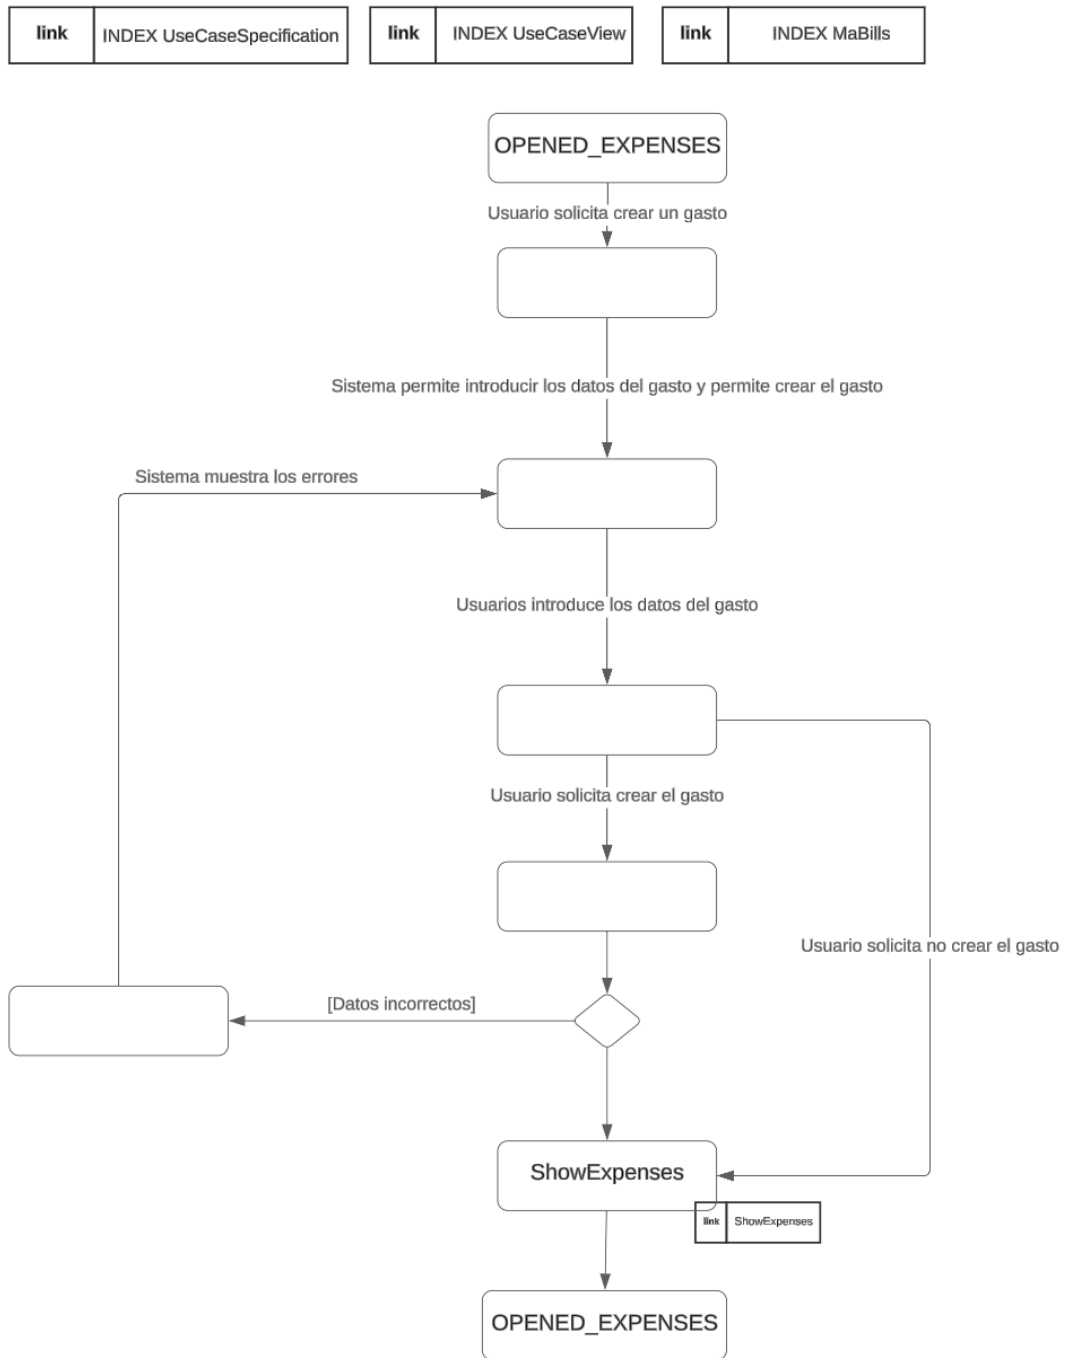 link INDEX UseCaseSpecification
link INDEX UseCaseView
link INDEX MaBills
OPENED_EXPENSES
Usuario solicita crear un gasto
Sistema permite introducir los datos del gasto y permite crear el gasto
Sistema muestra los errores
Usuarios introduce los datos del gasto
Usuario solicita crear el gasto
Usuario solicita no crear el gasto
[Datos incorrectos]
ShowExpenses
link ShowExpenses
OPENED_EXPENSES